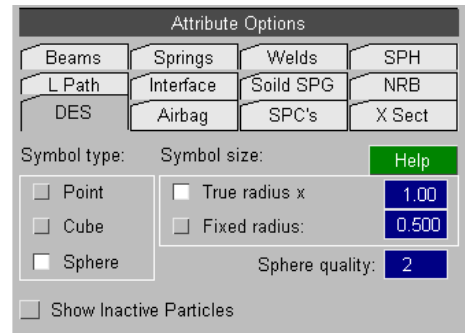 Attribute Options
Beams Springs Welds SPH
L Path Interface Soild SPG NRB
DES Airbag SPC's X Sect
Symbol type: Symbol size: Help
Point True radius x 1.00
Cube Fixed radius: 0.500
Sphere Sphere quality: 2
Show Inactive Particles